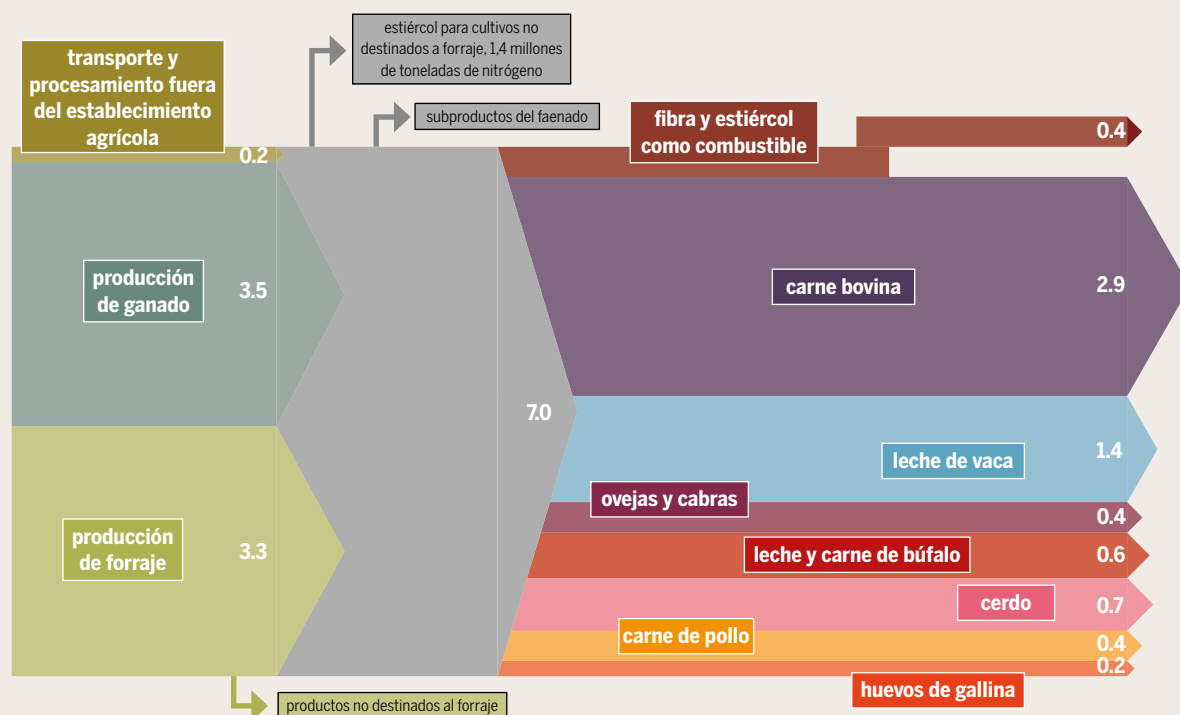 estiércol para cultivos no
destinados a forraje, 1,4 millones
de toneladas de nitrógeno
transporte y
procesamiento fuera
del establecimiento
agrícola
subproductos del faenado
fibra y estiércol
como combustible
0.4
0.2
producción
de ganado
3.5
carne bovina
2.9
7.0
leche de vaca
1.4
ovejas y cabras
0.4
producción
de forraje
3.3
leche y carne de búfalo
0.6
cerdo
0.7
carne de pollo
0.4
0.2
huevos de gallina
productos no destinados al forraje